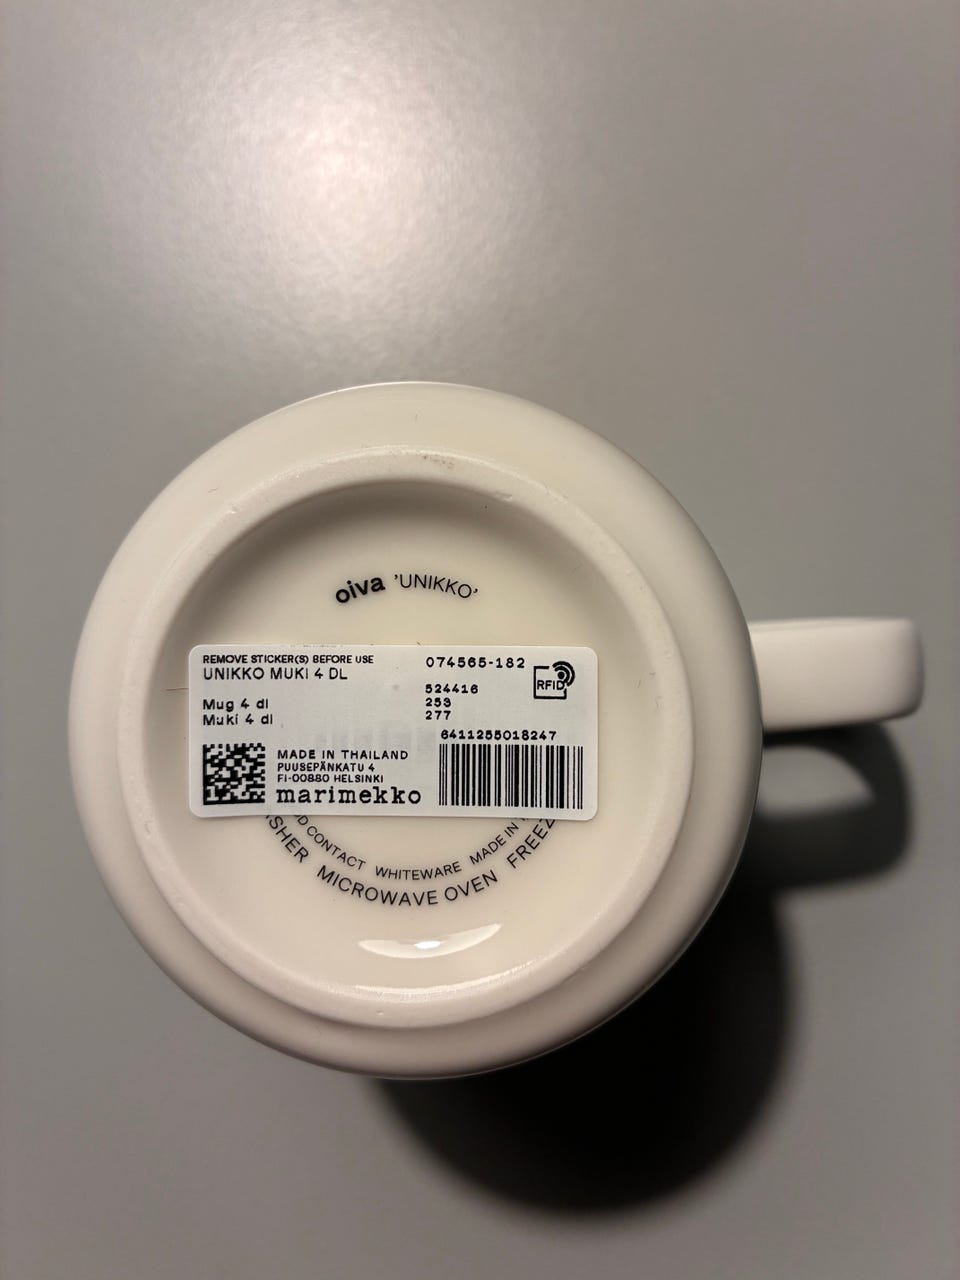 oiva 'UNIKKO'
REMOVE STICKER(S) BEFORE USE
UNIKKO MUKI 4 DL
Mug 4 dl
Muki 4 dl
074565-182
RFID
524416
253
277
6411255018247
MADE IN THAILAND
PUUSEPÄNKATU 4
FI-00880 HELSINKI
marimekko
CONTACT WHITEWARE MADE IN
MICROWAVE OVEN